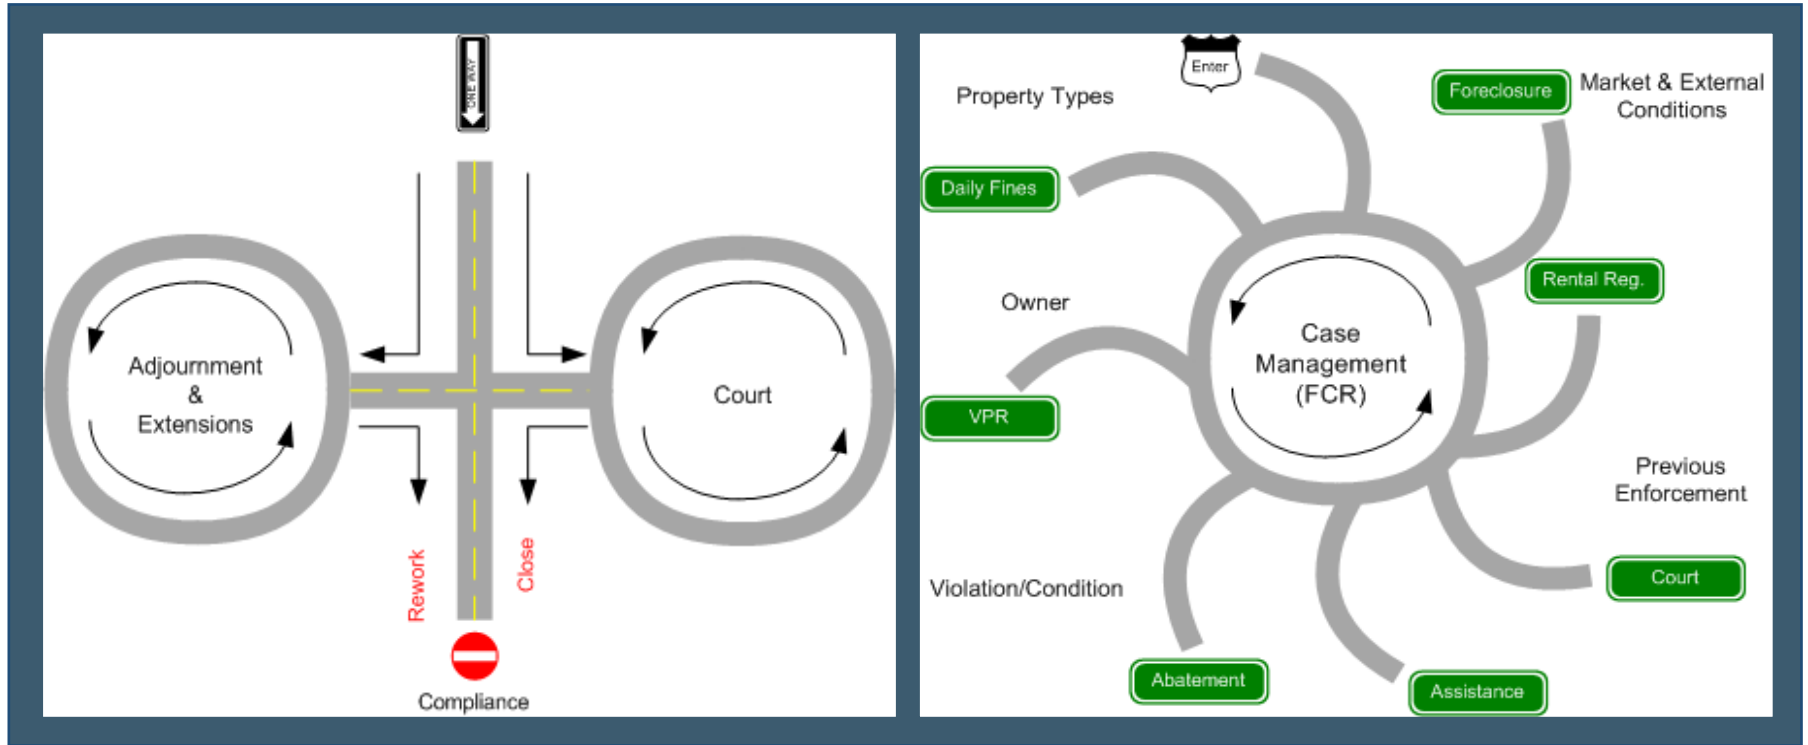 ONE WAY
Adjournment
&
Extensions
Court
Rework
Close
Compliance
Enter
Property Types
Foreclosure
Market & External
Conditions
Daily Fines
Rental Reg.
Owner
Case
Management
(FCR)
VPR
Previous
Enforcement
Violation/Condition
Court
Abatement
Assistance